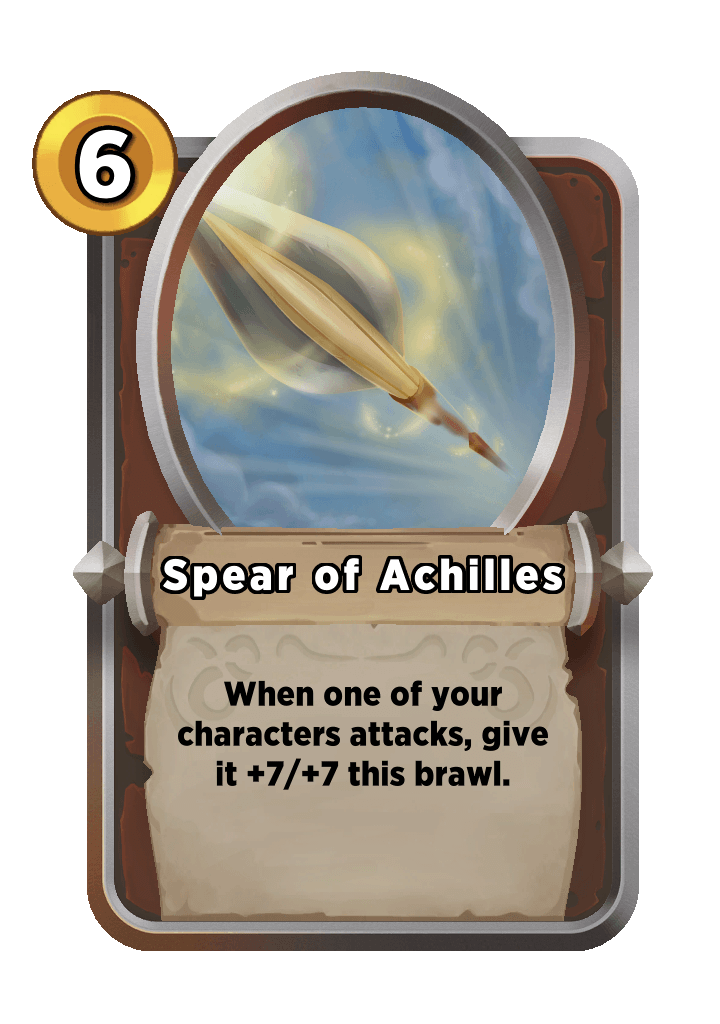 6
Spear of Achilles
When one of your
characters attacks, give
it +7/+7 this brawl.